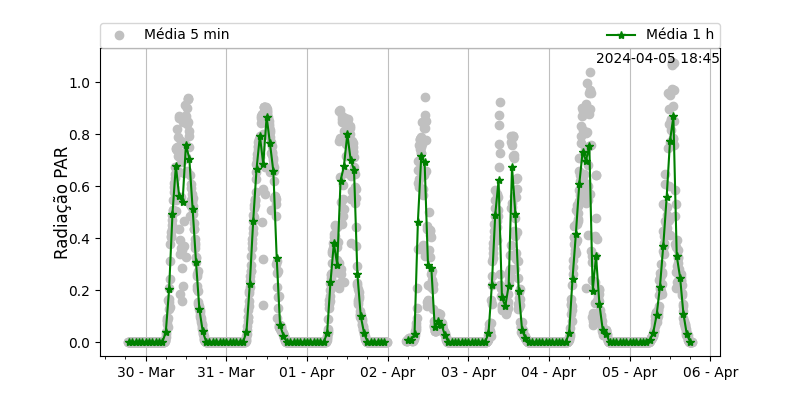 Média 5 min
Média 1 h
2024-04-05 18:45
Radiação PAR
1.0
0.8
0.6
0.4
0.2
0.0
30 - Mar
31 - Mar
01 - Apr
02 - Apr
03 - Apr
04 - Apr
05 - Apr
06 - Apr